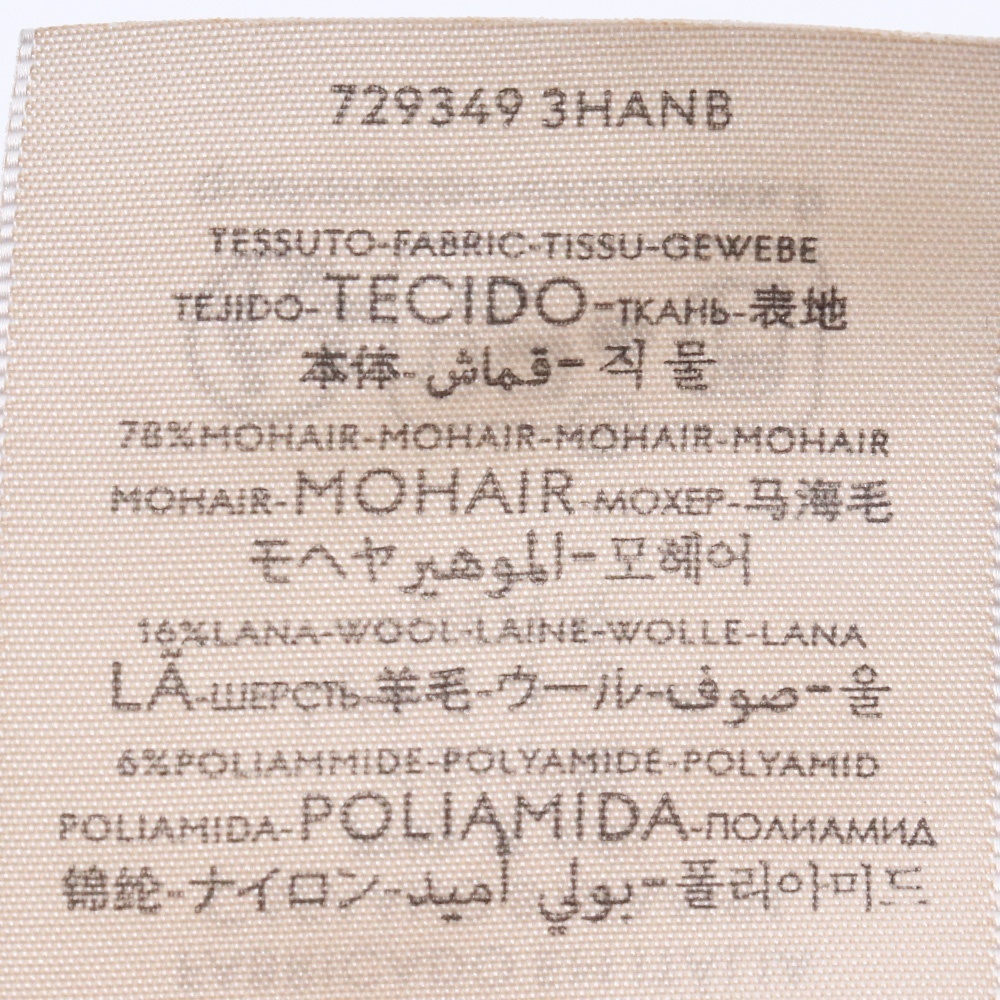 729349 3HANB
TESSUTO-FABRIC-TISSU-GEWEBE
TEJIDO-TECIDO-ТКАНЬ-表地
本体-قماش-직물
78%MOHAIR-MOHAIR-MOHAIR-MOHAIR
MOHAIR-MOHAIR-МОХЕР-马海毛
モヘヤ-الموهير-모헤어
16%LANA-WOOL-LAINE-WOLLE-LANA
LÃ-ШЕРСТЬ-羊毛-ウール-صوف-울
6%POLIAMMIDE-POLYAMIDE-POLYAMID
POLIAMIDA-POLIAMIDA-ПОЛИАМИД
锦纶-ナイロン-بولي أميد-폴리아미드